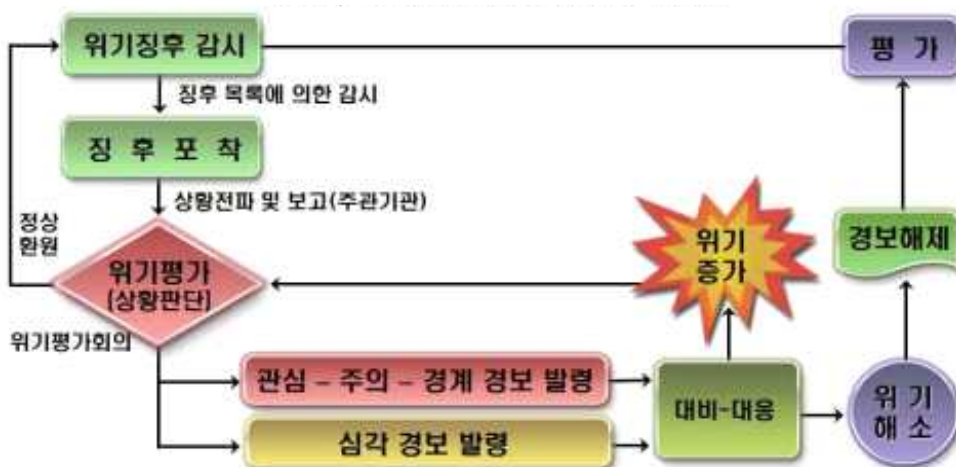 위기징후 감시
평 가
징후 목록에 의한 감시
징 후 포 착
상황전파 및 보고(주관기관)
정상
환원
위기
증가
경보해제
위기평가
(상황판단)
위기평가회의
관심 – 주의 – 경계 경보 발령
대비-대응
위 기
해 소
심각 경보 발령